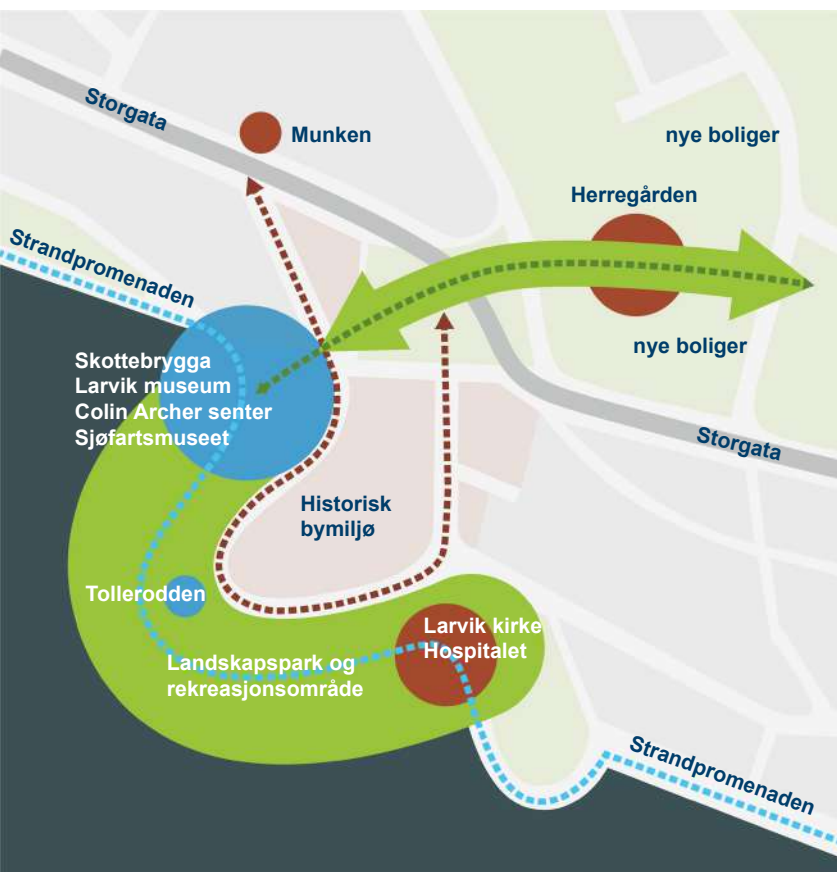 Storgata
Munken
nye boliger
Herregården
Strandpromenaden
nye boliger
Skottebrygga
Larvik museum
Colin Archer senter
Sjøfartsmuseet
Storgata
Historisk
bymiljø
Tollerodden
Larvik kirke
Hospitalet
Landskapspark og
rekreasjonsområde
Strandpromenaden